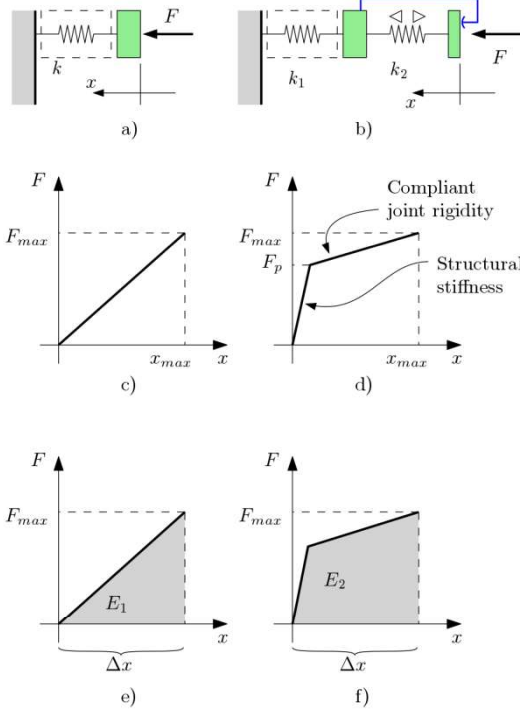 F
k
x
a)
F
k1
k2
x
b)
F
Fmax
xmax
x
c)
F
Fmax
Fp
Compliant
joint rigidity
Structural
stiffness
xmax
x
d)
F
Fmax
E1
x
Δx
e)
F
Fmax
E2
x
Δx
f)